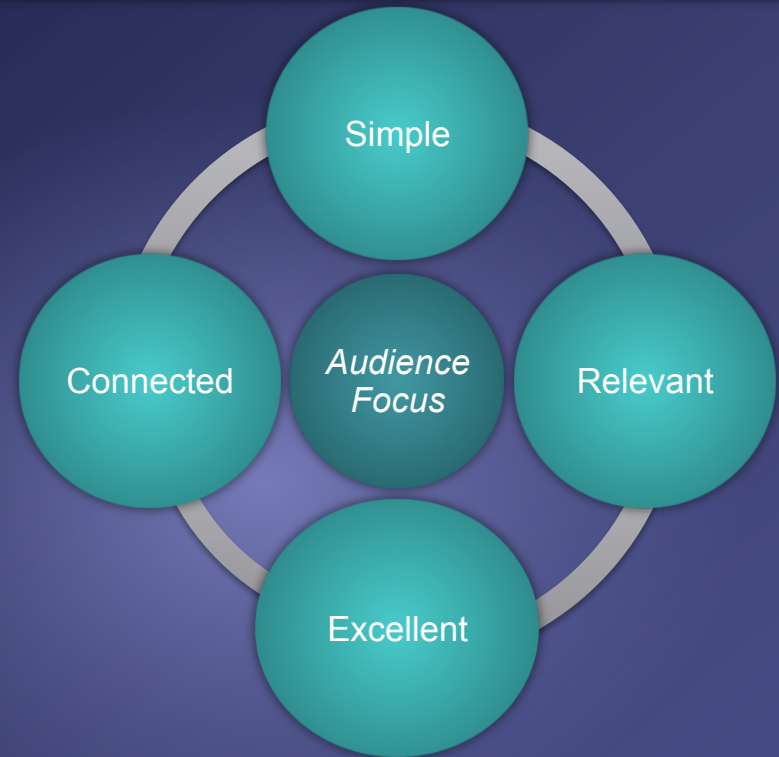 Simple
Connected
Audience
Focus
Relevant
Excellent